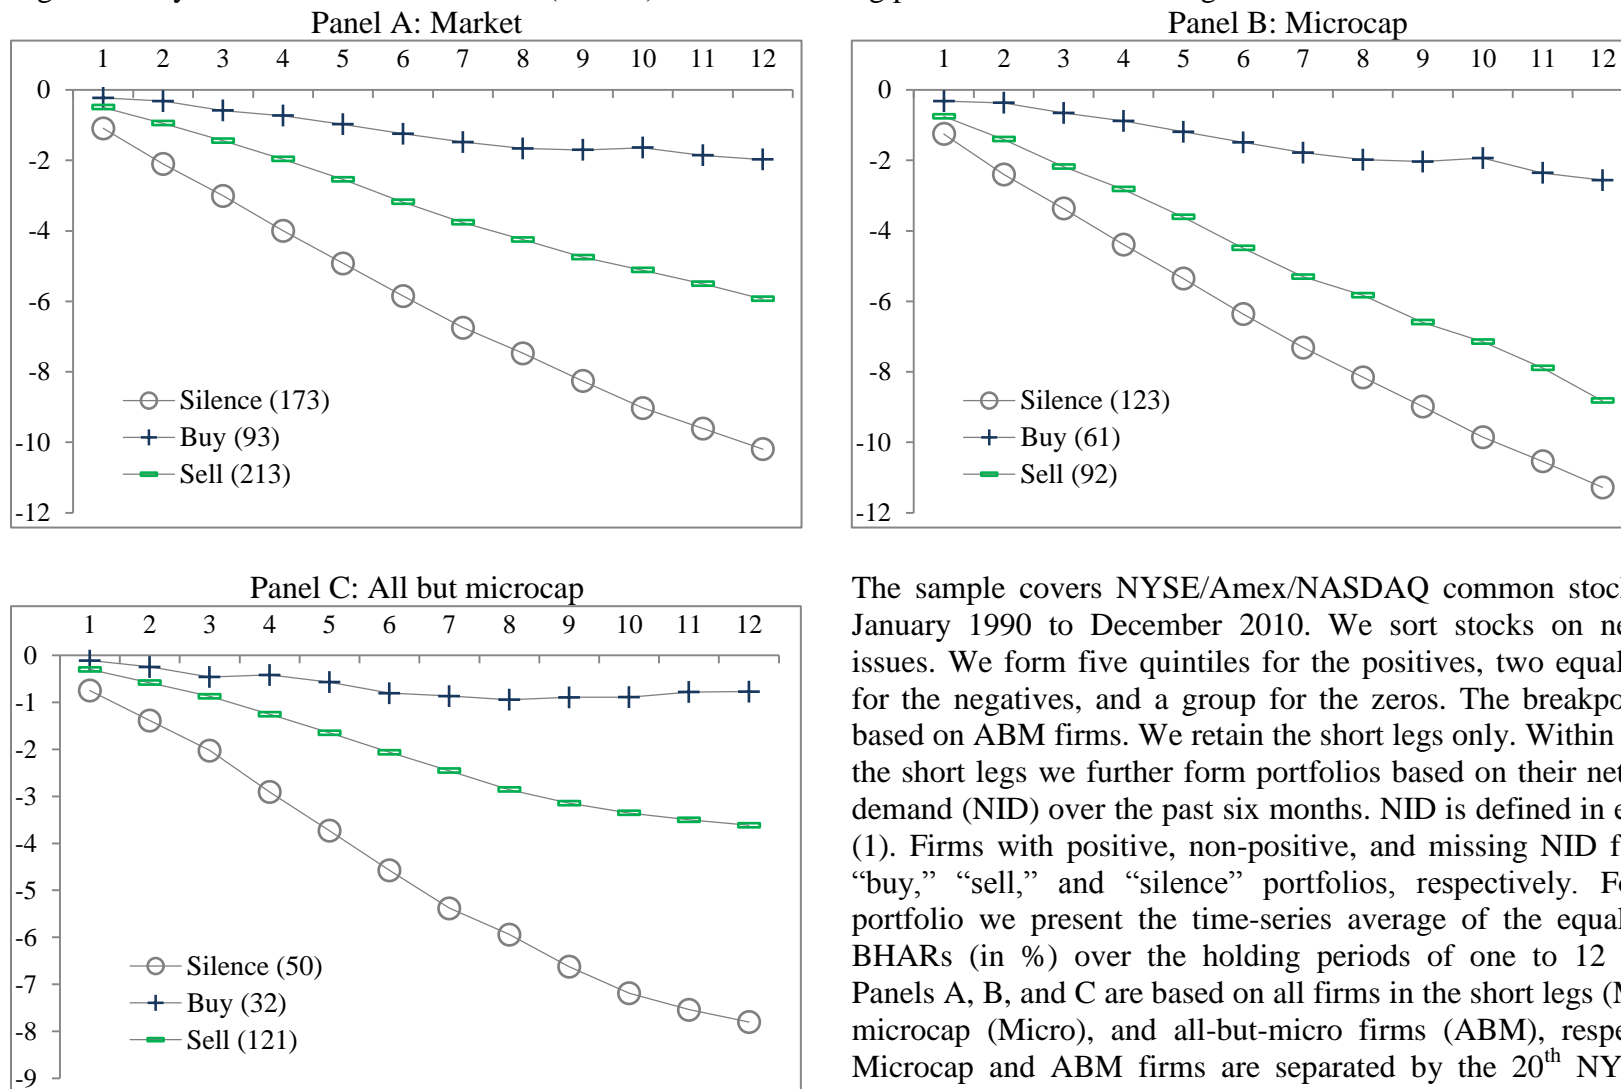 Panel A: Market
1 2 3 4 5 6 7 8 9 10 11 12
0
-2
-4
-6
-8
-10
-12
Silence (173)
Buy (93)
Sell (213)
Panel B: Microcap
1 2 3 4 5 6 7 8 9 10 11 12
0
-2
-4
-6
-8
-10
-12
Silence (123)
Buy (61)
Sell (92)
Panel C: All but microcap
1 2 3 4 5 6 7 8 9 10 11 12
0
-1
-2
-3
-4
-5
-6
-7
-8
-9
Silence (50)
Buy (32)
Sell (121)
The sample covers NYSE/Amex/NASDAQ common
January 1990 to December 2010. We sort stocks on
issues. We form five quintiles for the positives, two
for the negatives, and a group for the zeros. The
based on ABM firms. We retain the short legs only. Within
the short legs we further form portfolios based on their net
demand (NID) over the past six months. NID is defined in
(1). Firms with positive, non-positive, and missing NID
“buy,” “sell,” and “silence” portfolios, respectively.
portfolio we present the time-series average of the
BHARs (in %) over the holding periods of one to 12
Panels A, B, and C are based on all firms in the short legs
microcap (Micro), and all-but-micro firms (ABM),
Microcap and ABM firms are separated by the 20th